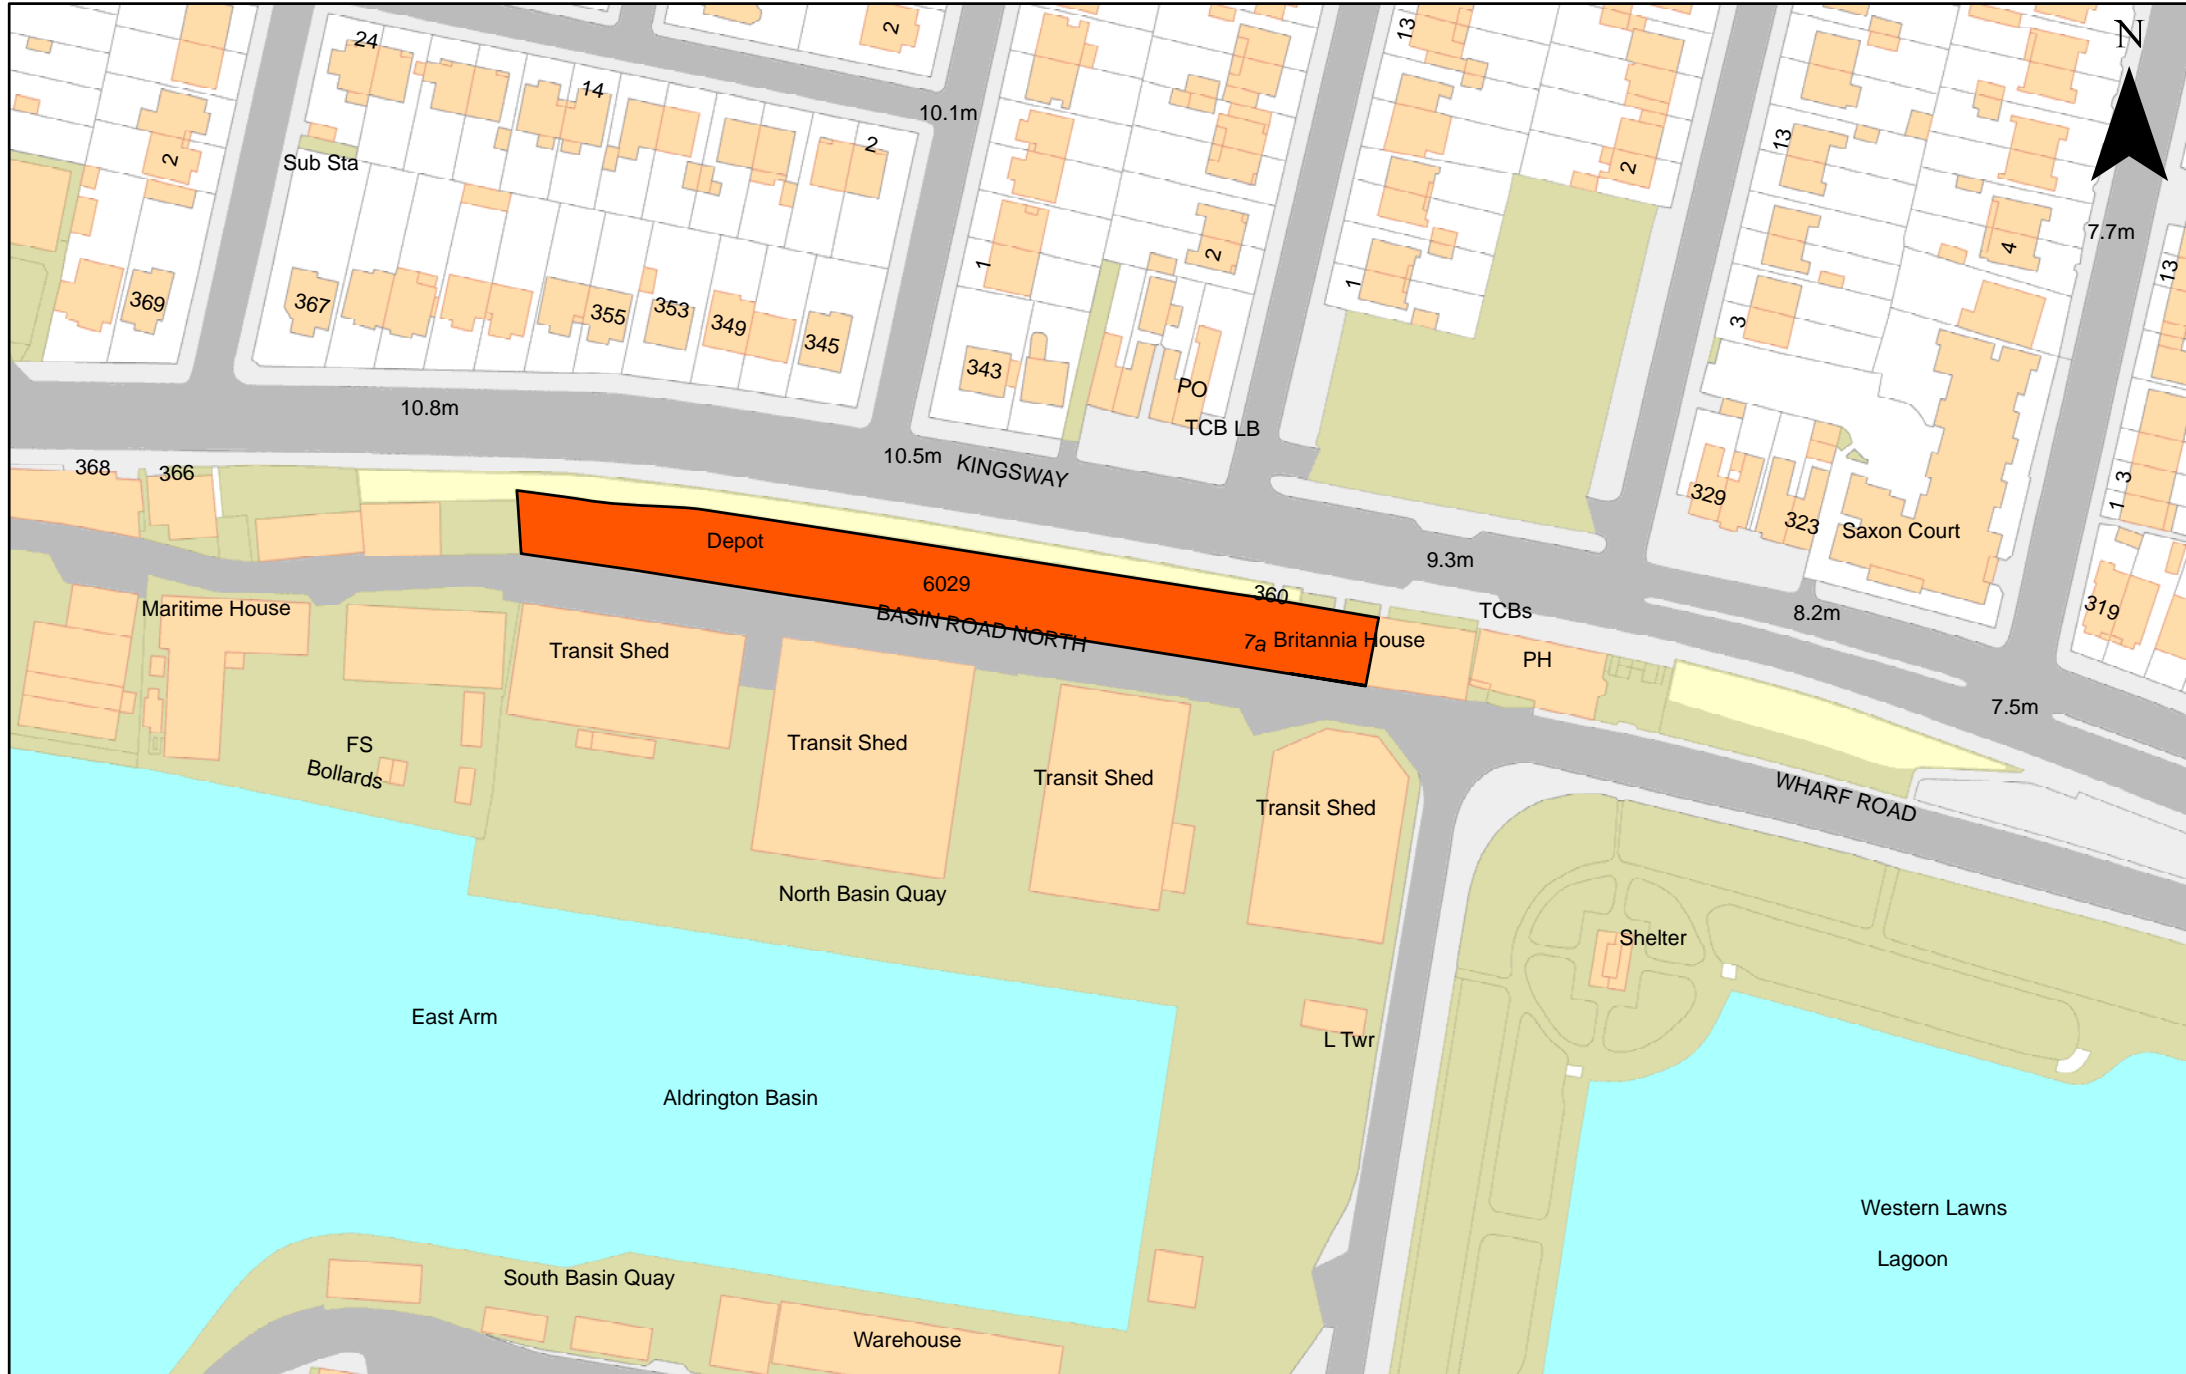 N
24
2
13
14
10.1m
2
13
2
Sub Sta
2
2
4
7.7m
13
1
2
1
3
369
367
355
353
349
345
343
PO
TCB LB
10.8m
10.5m
KINGSWAY
368
366
329
323
Saxon Court
3
1
Depot
9.3m
6029
360
TCBs
8.2m
319
Maritime House
BASIN ROAD NORTH
7a
Britannia House
Transit Shed
PH
7.5m
FS
Bollards
Transit Shed
Transit Shed
Transit Shed
WHARF ROAD
North Basin Quay
Shelter
East Arm
L Twr
Aldrington Basin
Western Lawns
Lagoon
South Basin Quay
Warehouse